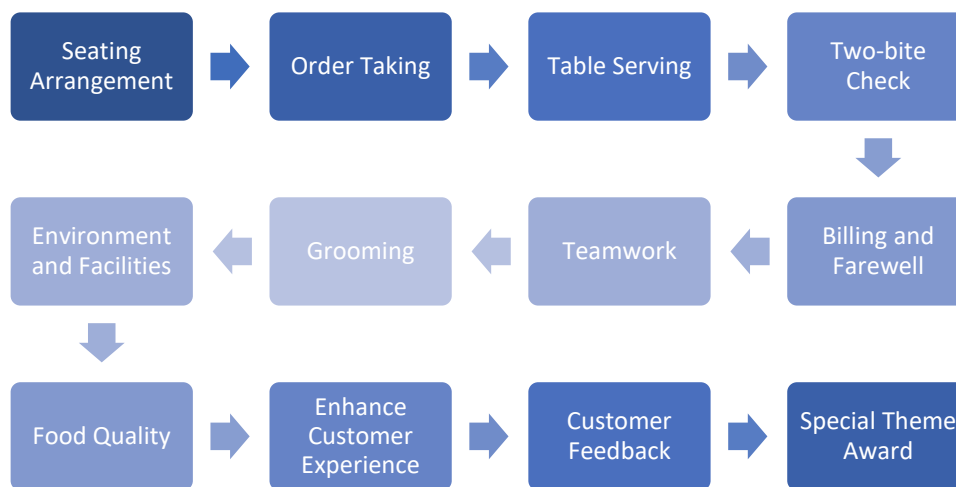 Seating
Arrangement
Order Taking
Table Serving
Two-bite
Check
Billing and
Farewell
Teamwork
Grooming
Environment
and Facilities
Food Quality
Enhance
Customer
Experience
Customer
Feedback
Special Theme
Award